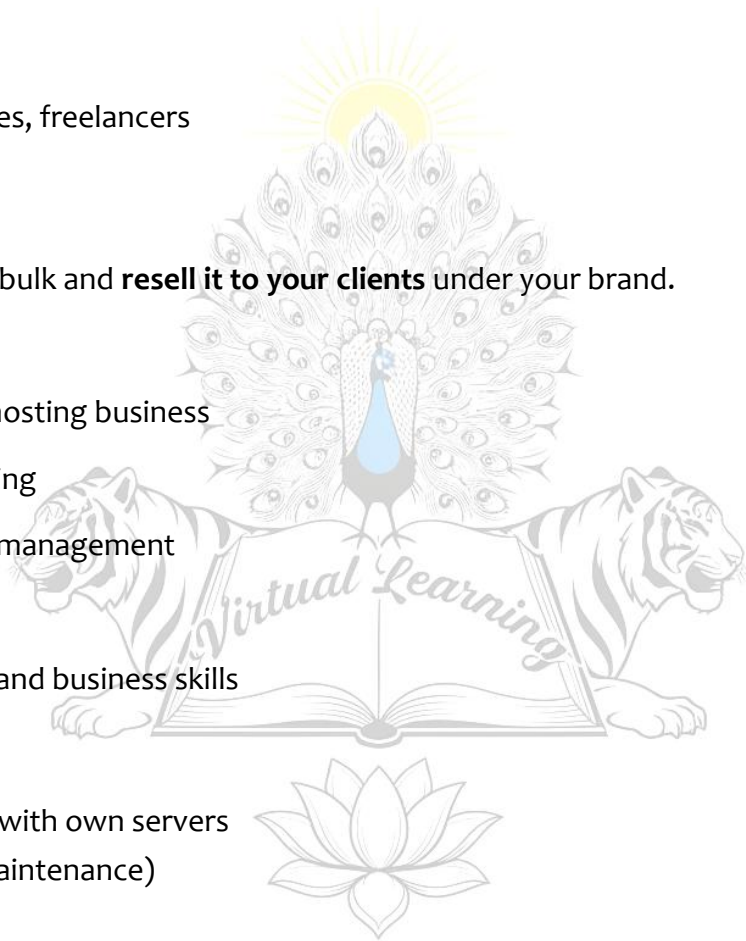 es, freelancers
bulk and resell it to your clients under your brand.
hosting business
ng
management
Virtual Learning
and business skills
with own servers
aintenance)